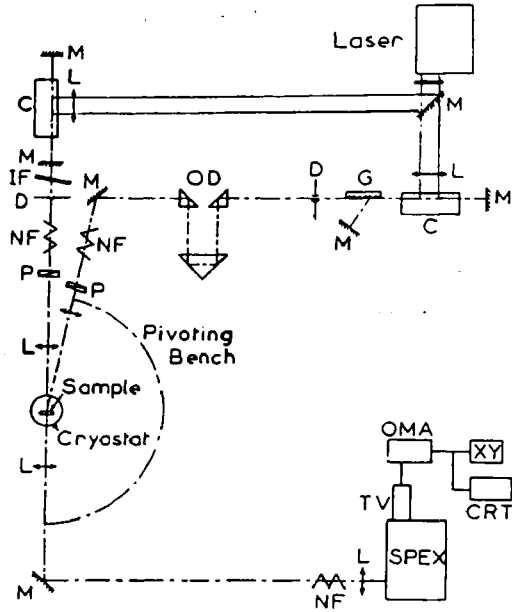 Laser
M
L
C
M
M
IF
D
NF
P
M
NF
P
OD
D
G
M
L
C
M
L
Pivoting
Bench
Sample
Cryostat
L
OMA
XY
CRT
TV
SPEX
M
NF
L